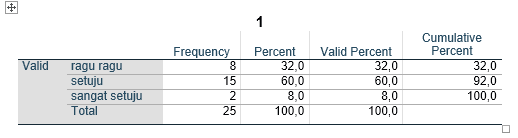 1
Frequency Percent Valid Percent Cumulative Percent
Valid ragu ragu 8 32,0 32,0 32,0
setuju 15 60,0 60,0 92,0
sangat setuju 2 8,0 8,0 100,0
Total 25 100,0 100,0